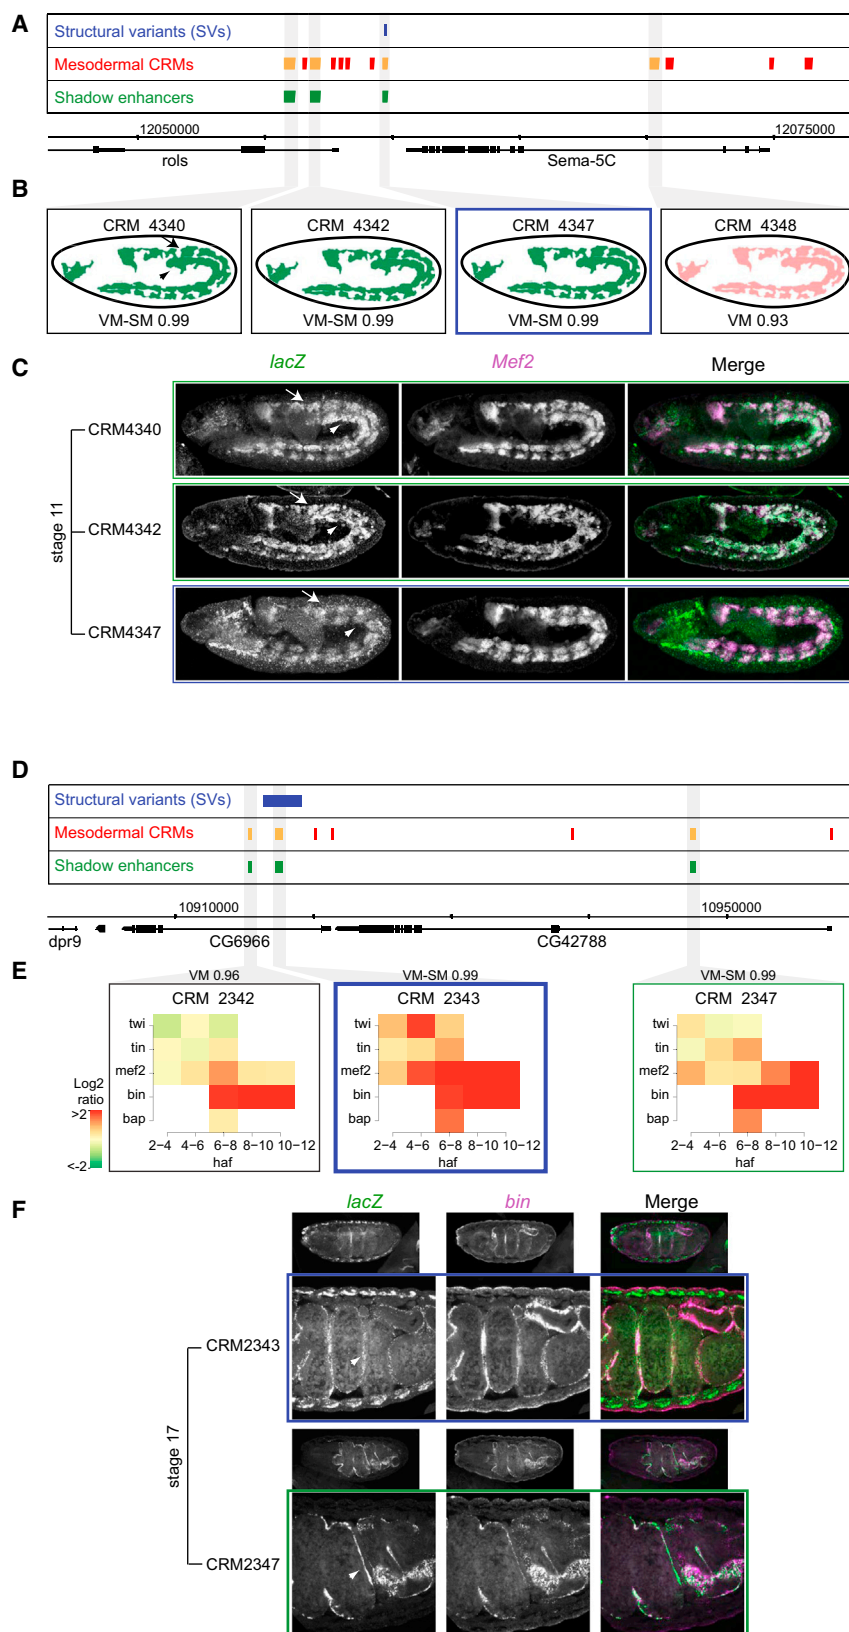 A
Structural variants (SVs)
Mesodermal CRMs
Shadow enhancers
12050000 12075000
rols Sema-5C
B
CRM 4340 CRM 4342 CRM 4347 CRM 4348
VM-SM 0.99 VM-SM 0.99 VM-SM 0.99 VM 0.93
C
lacZ Mef2 Merge
stage 11
CRM4340
CRM4342
CRM4347
D
Structural variants (SVs)
Mesodermal CRMs
Shadow enhancers
10910000 10950000
dpr9 CG6966 CG42788
E
VM 0.96 VM-SM 0.99 VM-SM 0.99
CRM 2342 CRM 2343 CRM 2347
twi twi twi
tin tin tin
mef2 mef2 mef2
bin bin bin
bap bap bap
Log2
ratio
>2
<-2
2−4 4−6 6−8 8−10 10−12 2−4 4−6 6−8 8−10 10−12 2−4 4−6 6−8 8−10 10−12
haf haf haf
F
lacZ bin Merge
stage 17
CRM2343
CRM2347